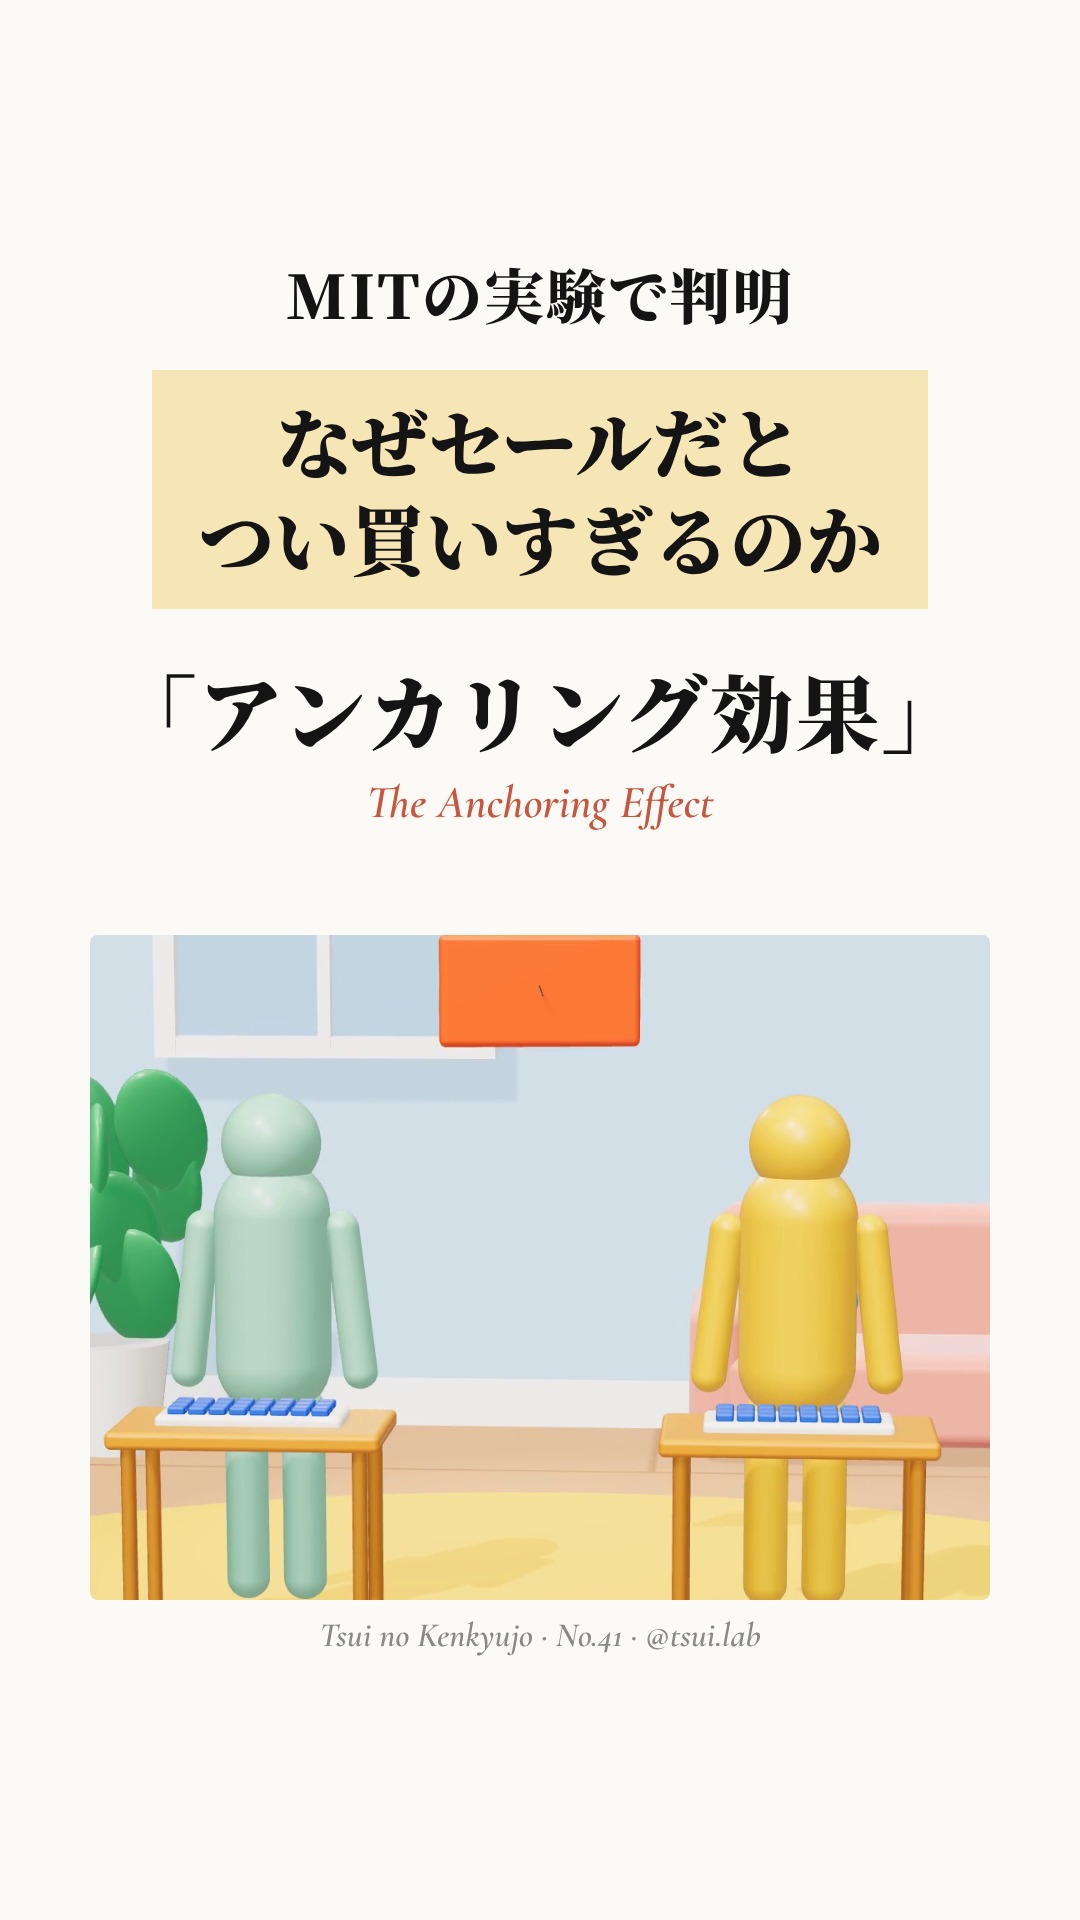 MITの実験で判明
なぜセールだと
つい買いすぎるのか
「アンカリング効果」
The Anchoring Effect
Tsui no Kenkyujo · No.41 · @tsui.lab